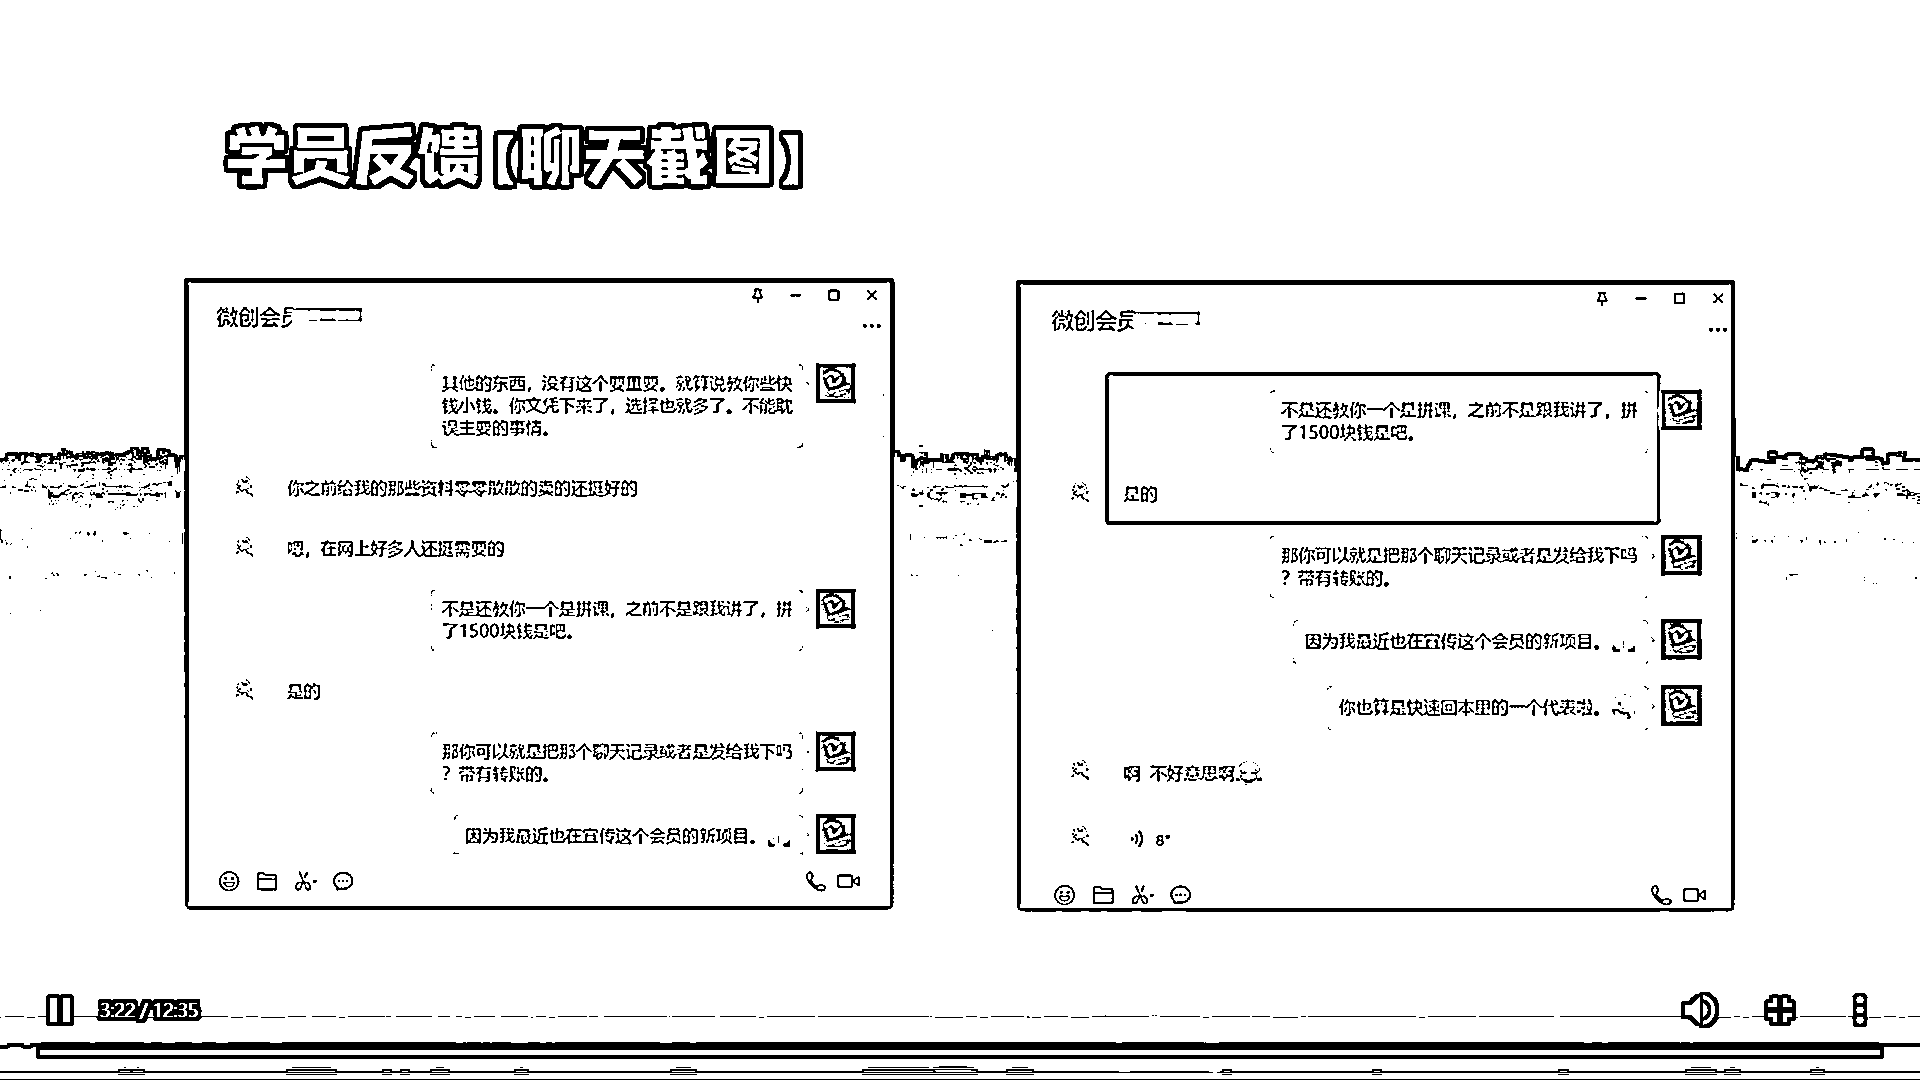 学员反馈【聊天截图】
微创会员
其他的东西，没有这个要重要。就算说教你些快
钱小钱。你文凭下来了，选择也就多了。不能耽
误主要的事情。
你之前给我的那些资料零零散散的卖的还挺好的
嗯，在网上好多人还挺需要的
不是还教你一个是拼课，之前不是跟我讲了，拼
了1500块钱是吧。
是的
那你可以就是把那个聊天记录或者是发给我下吗
？带有转账的。
因为我最近也在宣传这个会员的新项目。
微创会员
不是还教你一个是拼课，之前不是跟我讲了，拼
了1500块钱是吧。
是的
那你可以就是把那个聊天记录或者是发给我下吗
？带有转账的。
因为我最近也在宣传这个会员的新项目。
你也算是快速回本里的一个代表啦。
啊 不好意思啊
8"
3:22 / 12:35